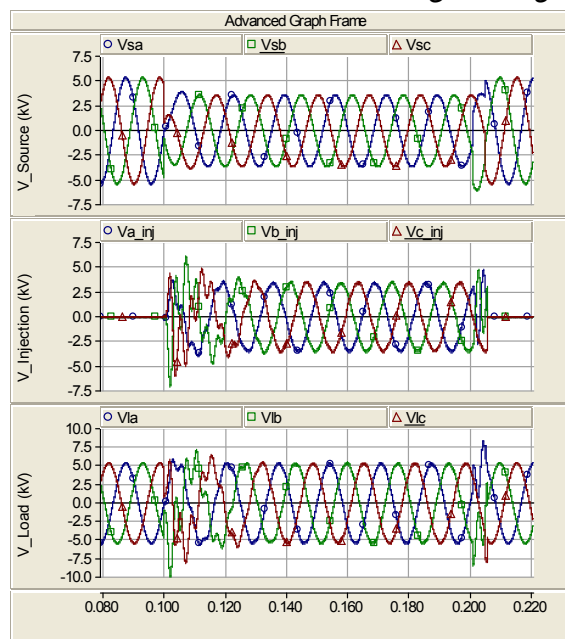 Advanced Graph Frame
Vsa Vsb Vsc
7.5
5.0
2.5
0.0
-2.5
-5.0
-7.5
V_Source (kV)
Va_inj Vb_inj Vc_inj
7.5
5.0
2.5
0.0
-2.5
-5.0
-7.5
V_Injection (kV)
Vla Vlb Vlc
10.0
7.5
5.0
2.5
0.0
-2.5
-5.0
-7.5
-10.0
V_Load (kV)
0.080 0.100 0.120 0.140 0.160 0.180 0.200 0.220